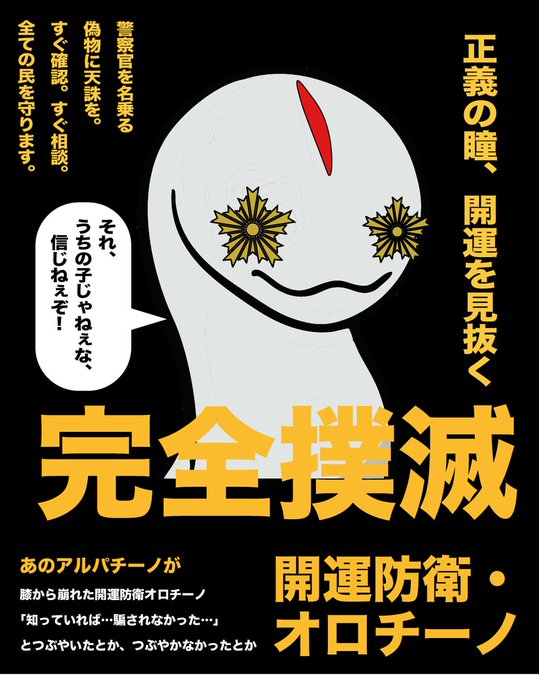 正義の瞳、開運を見抜く
警察官を名乗る
偽物に天誅を。
すぐ確認。すぐ相談。
全ての民を守ります。
それ、
うちの子じゃねぇな、
信じねぇぞ！
完全撲滅
あのアルパチーノが
膝から崩れた開運防衛オロチーノ
「知っていれば…騙されなかった…」
とつぶやいたとか、つぶやかなかったとか
開運防衛・
オロチーノ